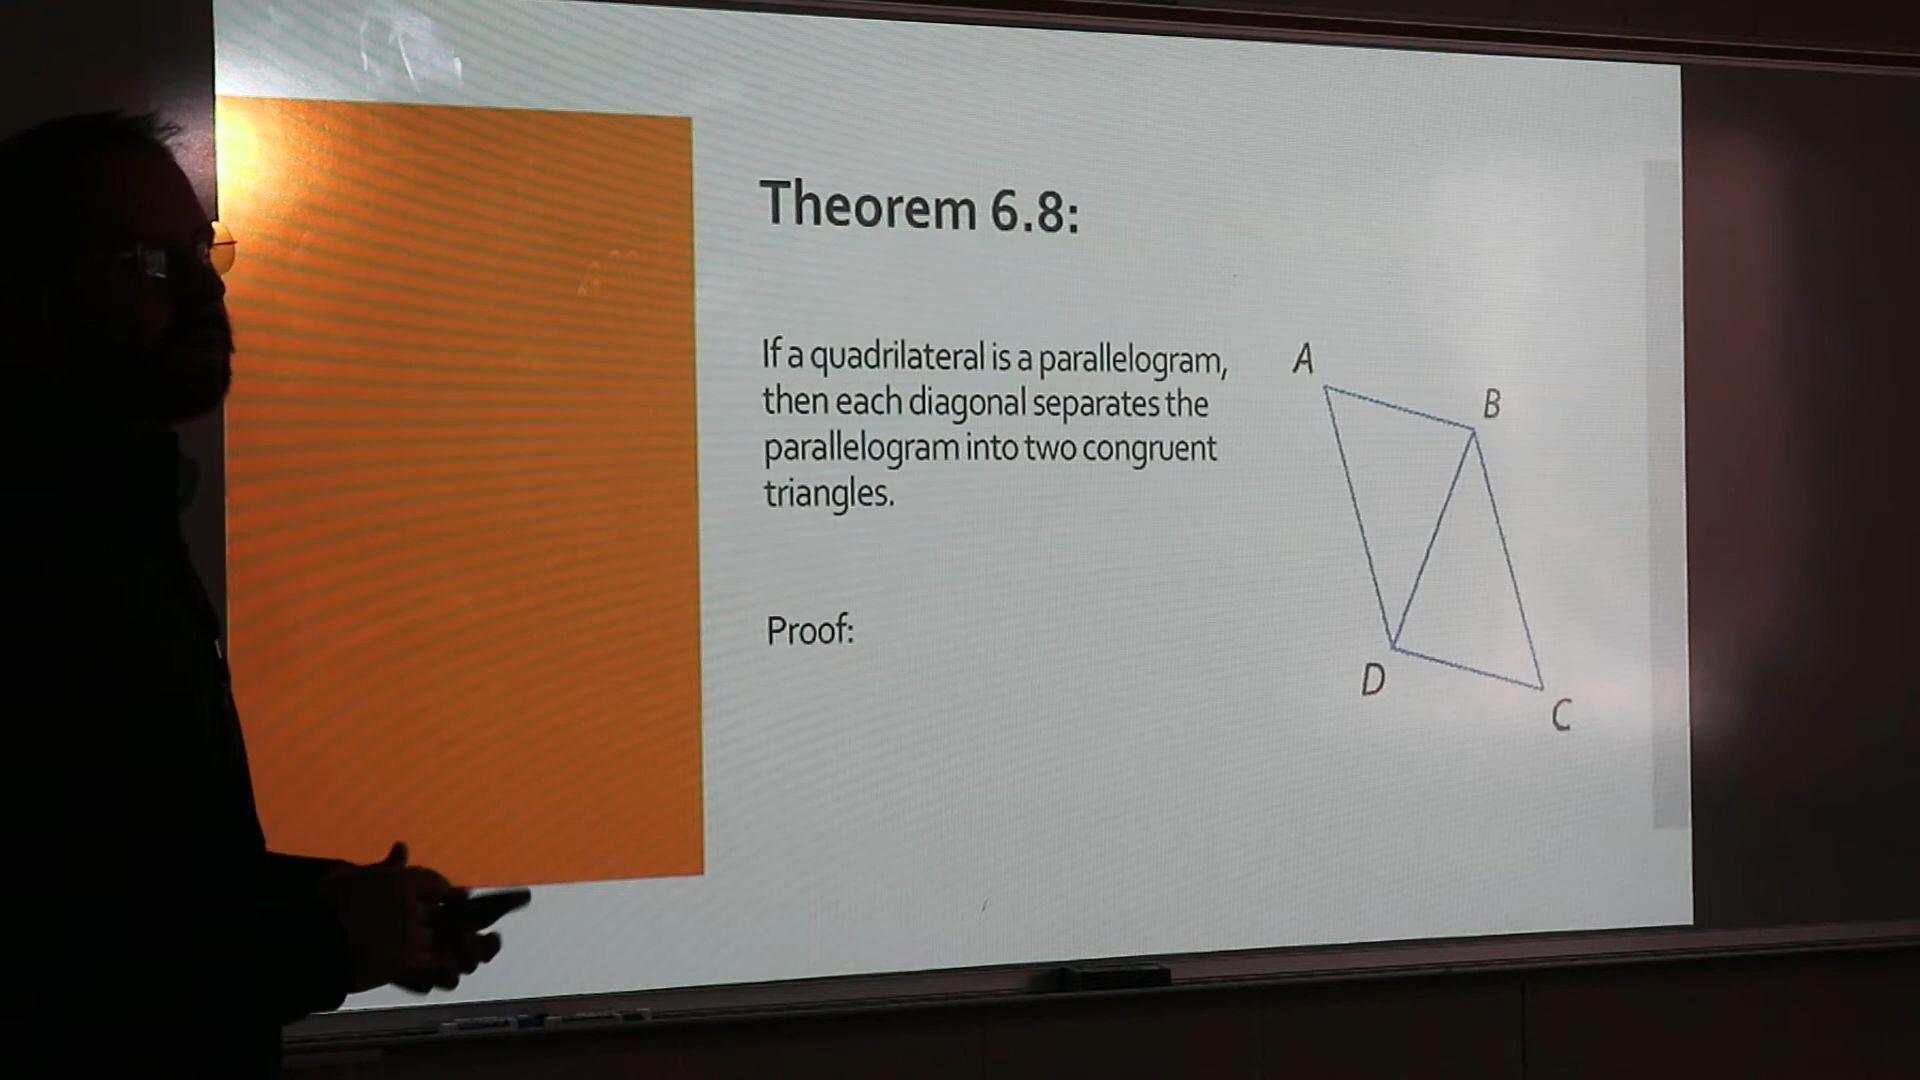 Theorem 6.8:
If a quadrilateral is a parallelogram,
then each diagonal separates the
parallelogram into two congruent
triangles.
Proof:
A
B
D
C